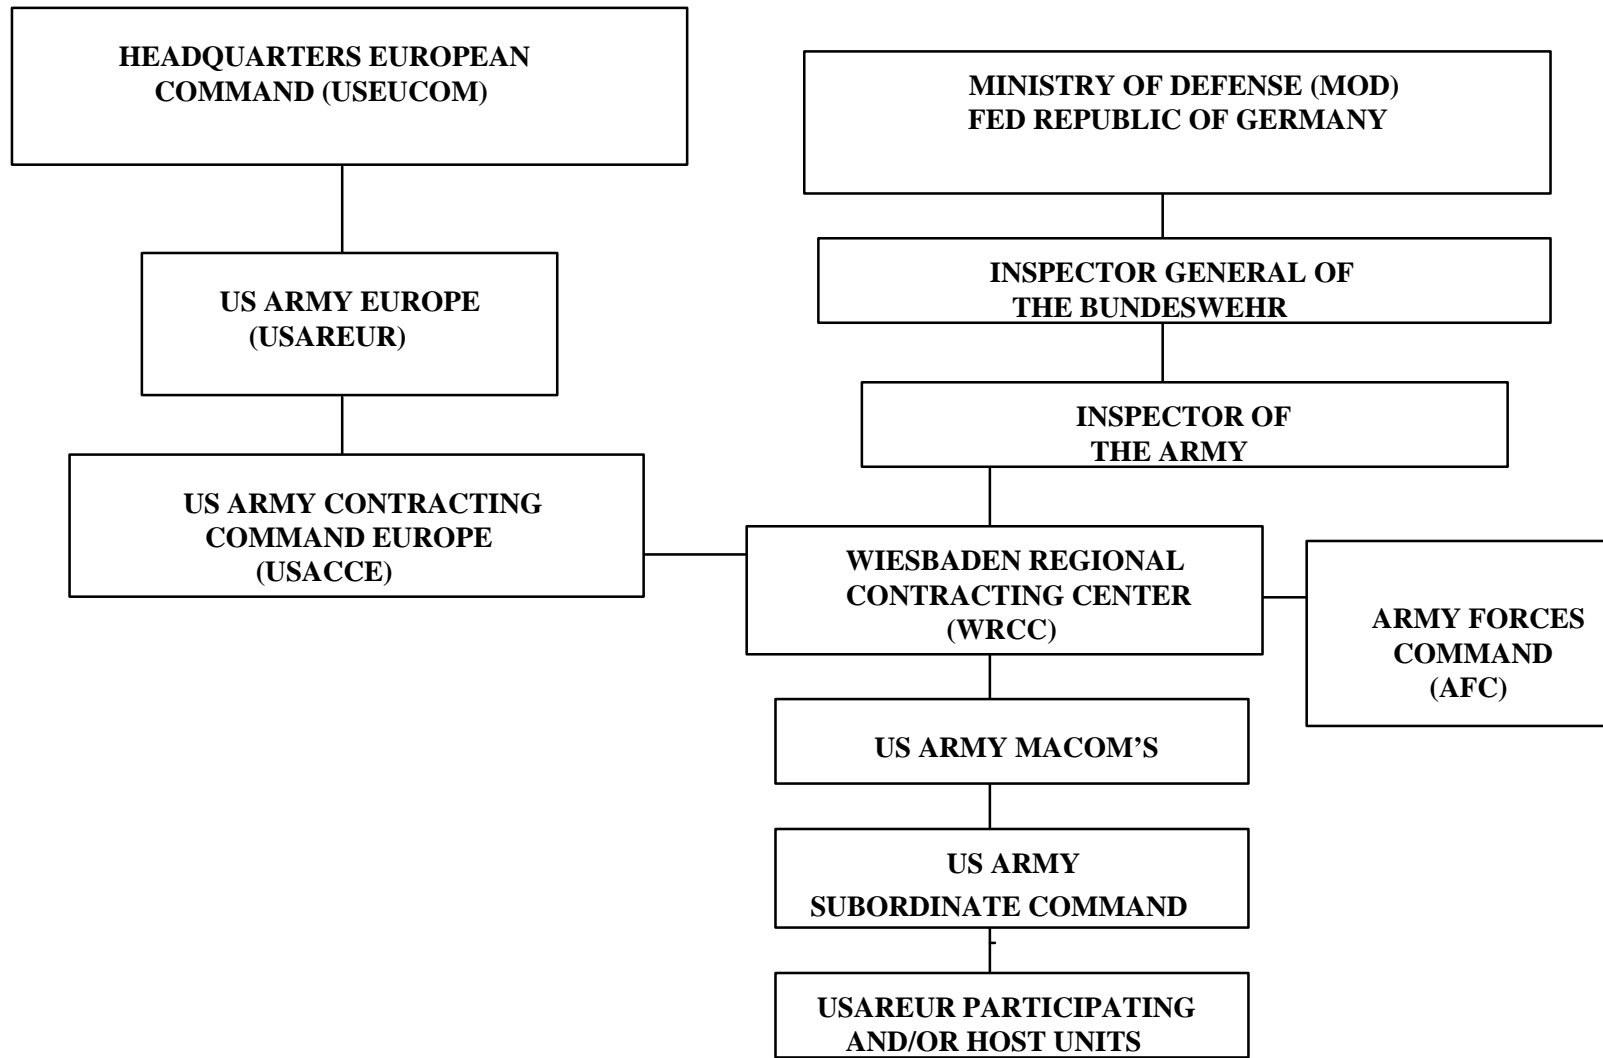 HEADQUARTERS EUROPEAN
COMMAND (USEUCOM)
MINISTRY OF DEFENSE (MOD)
FED REPUBLIC OF GERMANY
US ARMY EUROPE
(USAREUR)
INSPECTOR GENERAL OF
THE BUNDESWEHR
INSPECTOR OF
THE ARMY
US ARMY CONTRACTING
COMMAND EUROPE
(USACCE)
WIESBADEN REGIONAL
CONTRACTING CENTER
(WRCC)
ARMY FORCES
COMMAND
(AFC)
US ARMY MACOM’S
US ARMY
SUBORDINATE COMMAND
USAREUR PARTICIPATING
AND/OR HOST UNITS